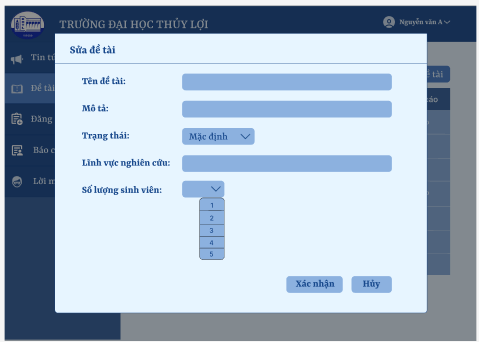 TRƯỜNG ĐẠI HỌC THỦY LỢI
Nguyễn văn A
Sửa đề tài
Tin
Đề tài
Đăng
Báo
Lời
tài
Tên đề tài:
Mô tả:
Trạng thái:
Mặc định
Lĩnh vực nghiên cứu:
Số lượng sinh viên:
1
2
3
4
5
Xác nhận
Hủy